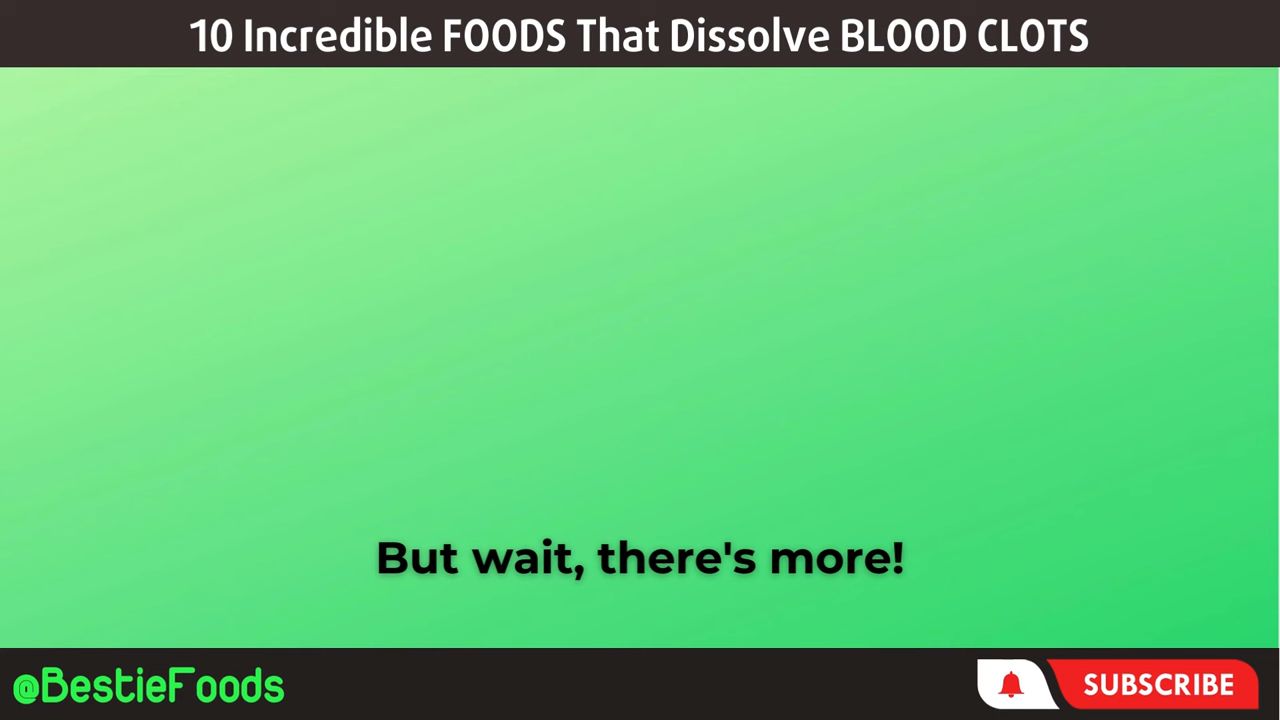 10 Incredible FOODS That Dissolve BLOOD CLOTS
But wait, there's more!
@BestieFoods
SUBSCRIBE